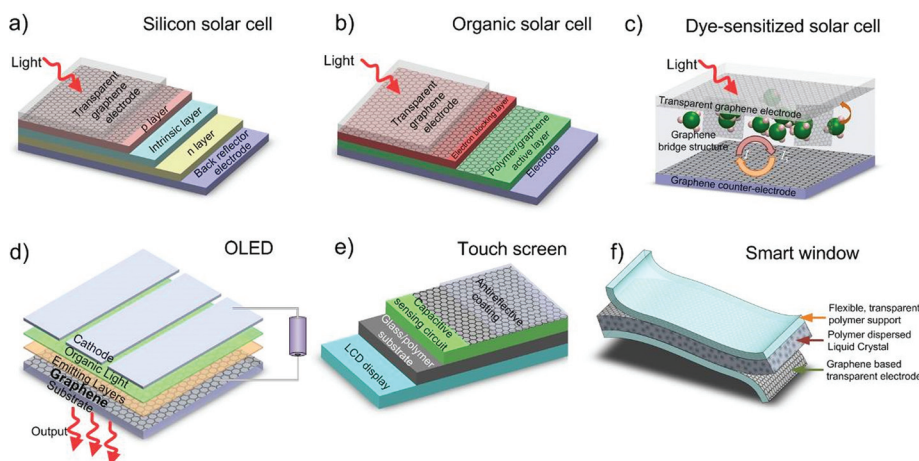 a)
Silicon solar cell
Light
Transparent
graphene
electrode
p layer
Intrinsic layer
n layer
Back reflector
electrode
b)
Organic solar cell
Light
Transparent
graphene
electrode
Electron blocking layer
Polymer/graphene
active layer
Electrode
c)
Dye-sensitized solar cell
Light
Transparent graphene electrode
Graphene
bridge structure
Graphene counter-electrode
d)
OLED
Cathode
Organic Light
Emitting Layers
Graphene
Substrate
Output
e)
Touch screen
Antireflective
coating
Capacitive
sensing circuit
Glass/polymer
substrate
LCD display
f)
Smart window
Flexible, transparent
polymer support
Polymer dispersed
Liquid Crystal
Graphene based
transparent electrode